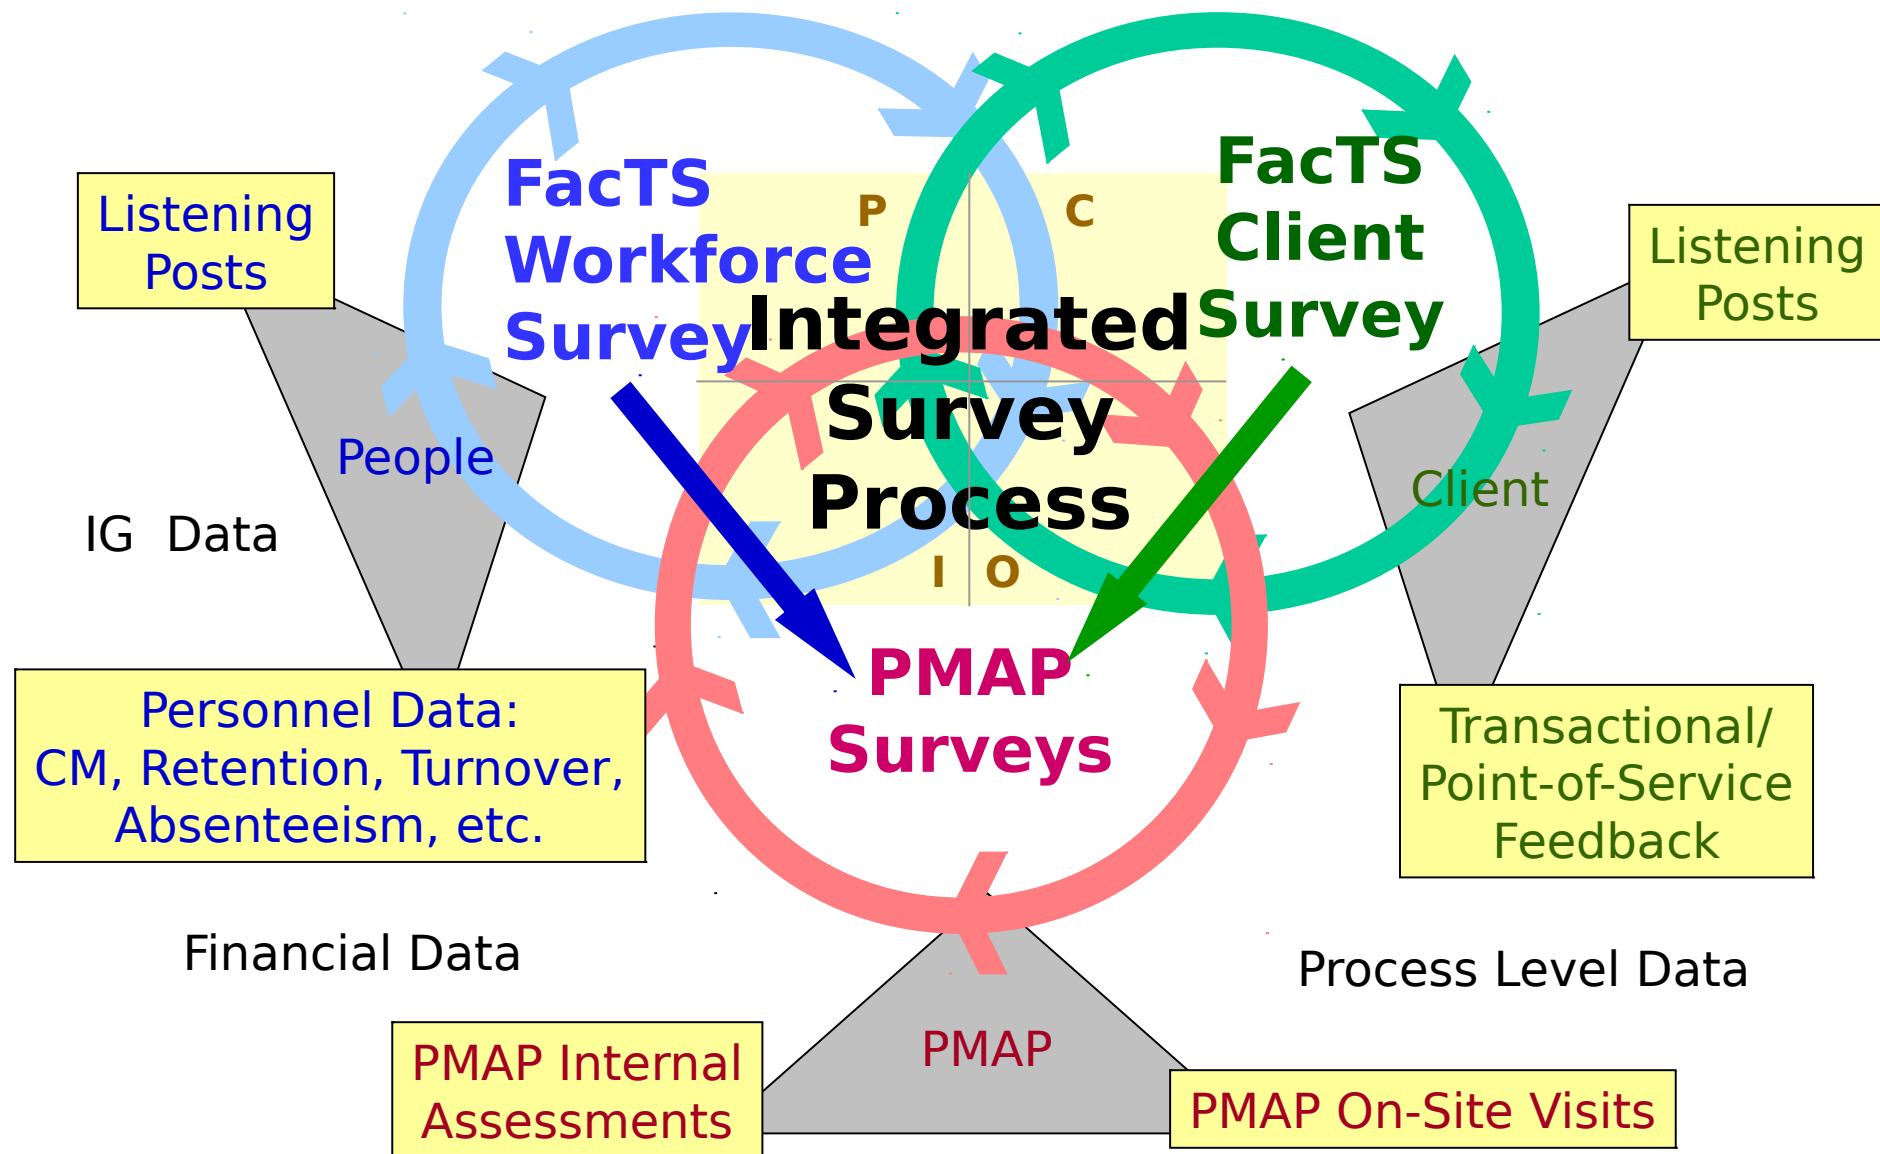 FacTS
Workforce
Survey
FacTS
Client
Survey
P
C
Listening
Posts
Listening
Posts
Integrated
Survey
Process
People
Client
IG  Data
I
O
PMAP
Surveys
Personnel Data:
CM, Retention, Turnover,
Absenteeism, etc.
Transactional/
Point-of-Service
Feedback
Financial Data
Process Level Data
PMAP
PMAP Internal
Assessments
PMAP On-Site Visits